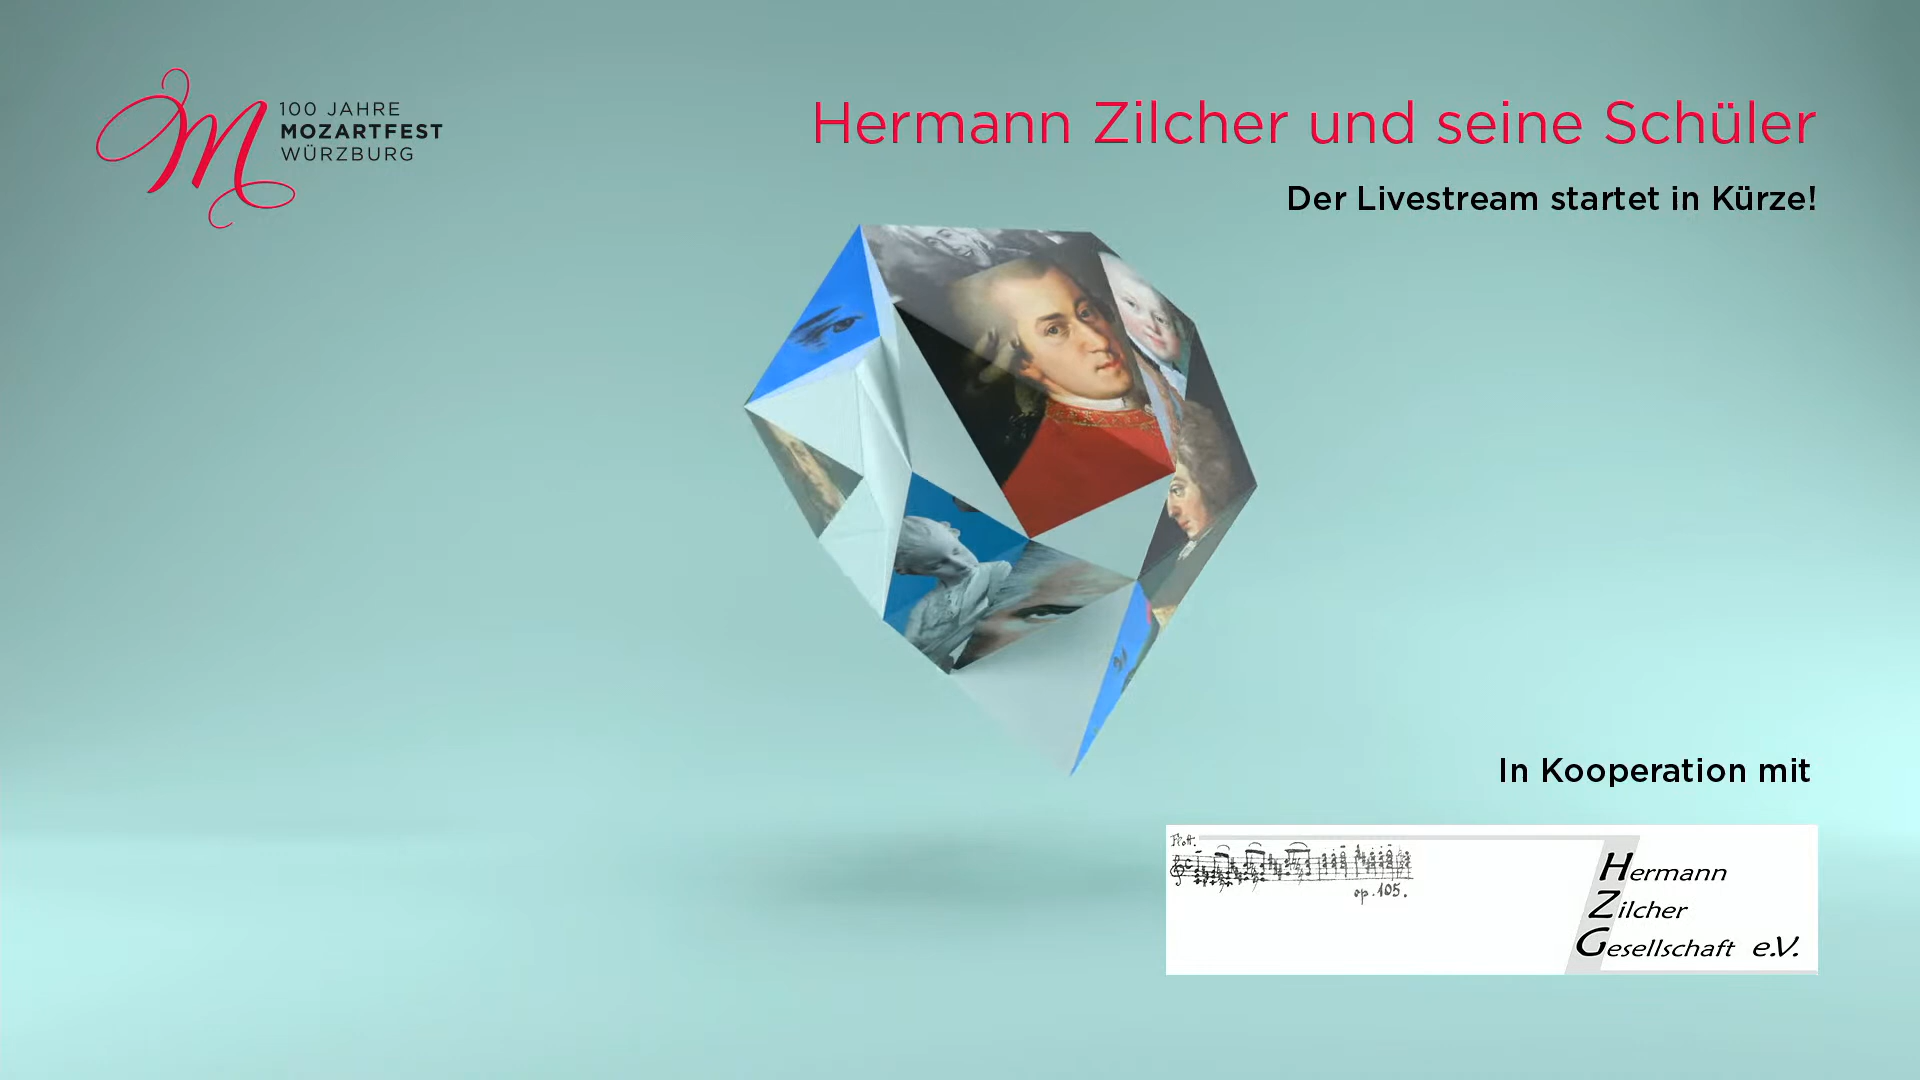 100 JAHRE
MOZARTFEST
WÜRZBURG
Hermann Zilcher und seine Schüler
Der Livestream startet in Kürze!
In Kooperation mit
Flott.
op. 105.
Hermann
Zilcher
Gesellschaft e.V.